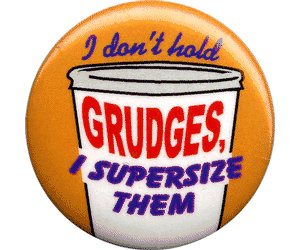 I don't hold
GRUDGES,
I SUPERSIZE
THEM